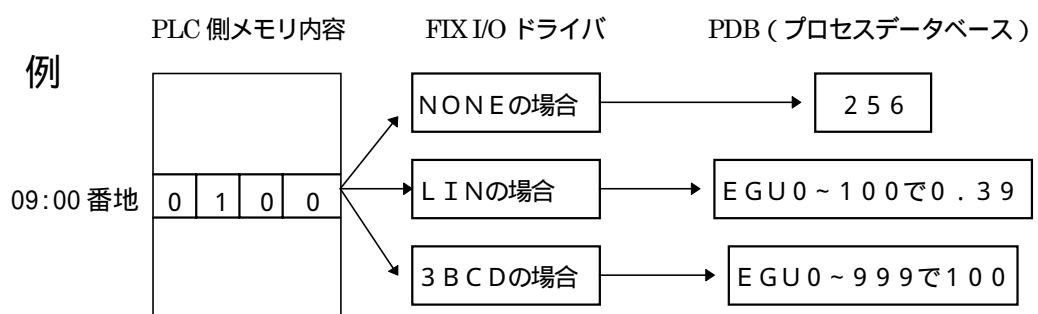 PLC 側メモリ内容 FIX I/O ドライバ PDB ( プロセスデータベース )
例
NONEの場合 256
09:00 番地 0 1 0 0 LINの場合 EGU0~100で0.39
3BCDの場合 EGU0~999で100